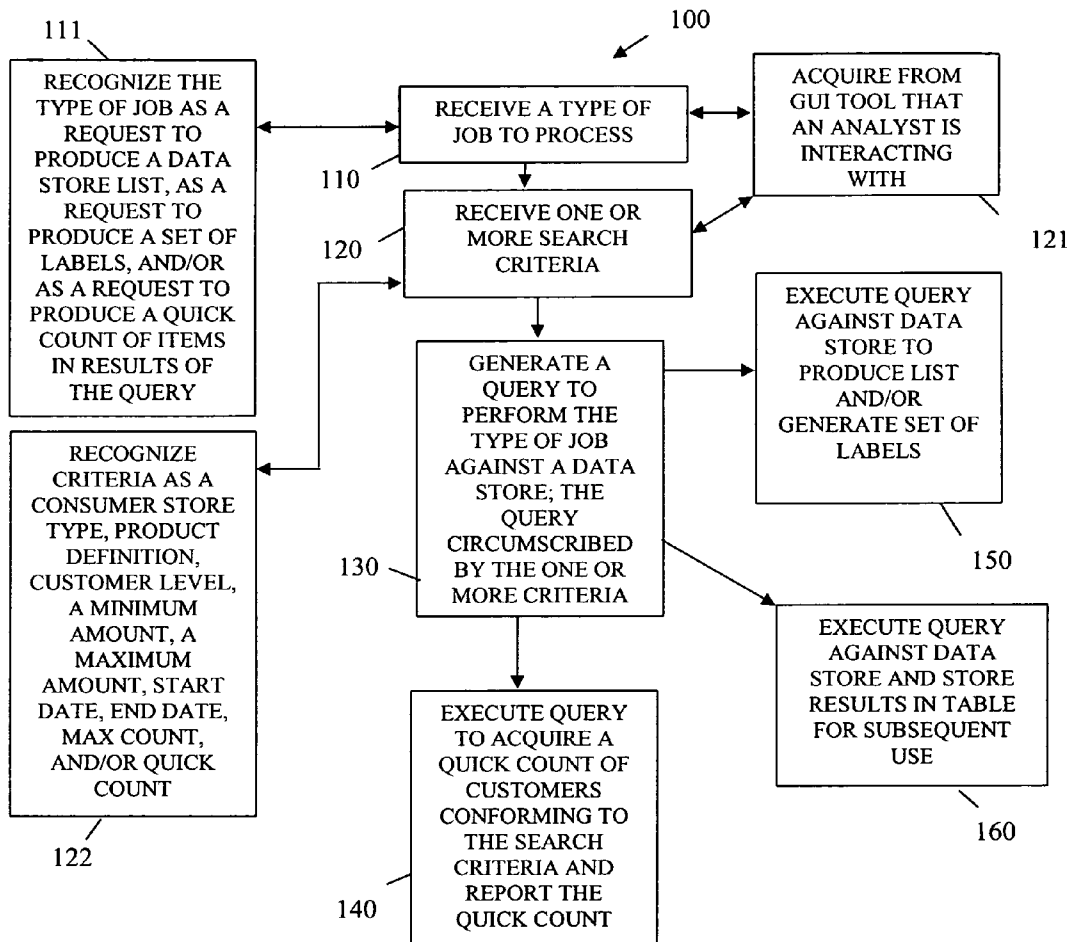 111
100
RECOGNIZE THE
TYPE OF JOB AS A
REQUEST TO
PRODUCE A DATA
STORE LIST, AS A
REQUEST TO
PRODUCE A SET OF
LABELS, AND/OR
AS A REQUEST TO
PRODUCE A QUICK
COUNT OF ITEMS
IN RESULTS OF
THE QUERY
RECEIVE A TYPE OF
JOB TO PROCESS
110
ACQUIRE FROM
GUI TOOL THAT
AN ANALYST IS
INTERACTING
WITH
121
RECEIVE ONE OR
MORE SEARCH
CRITERIA
120
RECOGNIZE
CRITERIA AS A
CONSUMER STORE
TYPE, PRODUCT
DEFINITION,
CUSTOMER LEVEL,
A MINIMUM
AMOUNT, A
MAXIMUM
AMOUNT, START
DATE, END DATE,
MAX COUNT,
AND/OR QUICK
COUNT
122
GENERATE A
QUERY TO
PERFORM THE
TYPE OF JOB
AGAINST A DATA
STORE; THE
QUERY
CIRCUMSCRIBED
BY THE ONE OR
MORE CRITERIA
130
EXECUTE QUERY
AGAINST DATA
STORE TO
PRODUCE LIST
AND/OR
GENERATE SET OF
LABELS
150
EXECUTE QUERY
AGAINST DATA
STORE AND STORE
RESULTS IN TABLE
FOR SUBSEQUENT
USE
160
EXECUTE QUERY
TO ACQUIRE A
QUICK COUNT OF
CUSTOMERS
CONFORMING TO
THE SEARCH
CRITERIA AND
REPORT THE
QUICK COUNT
140